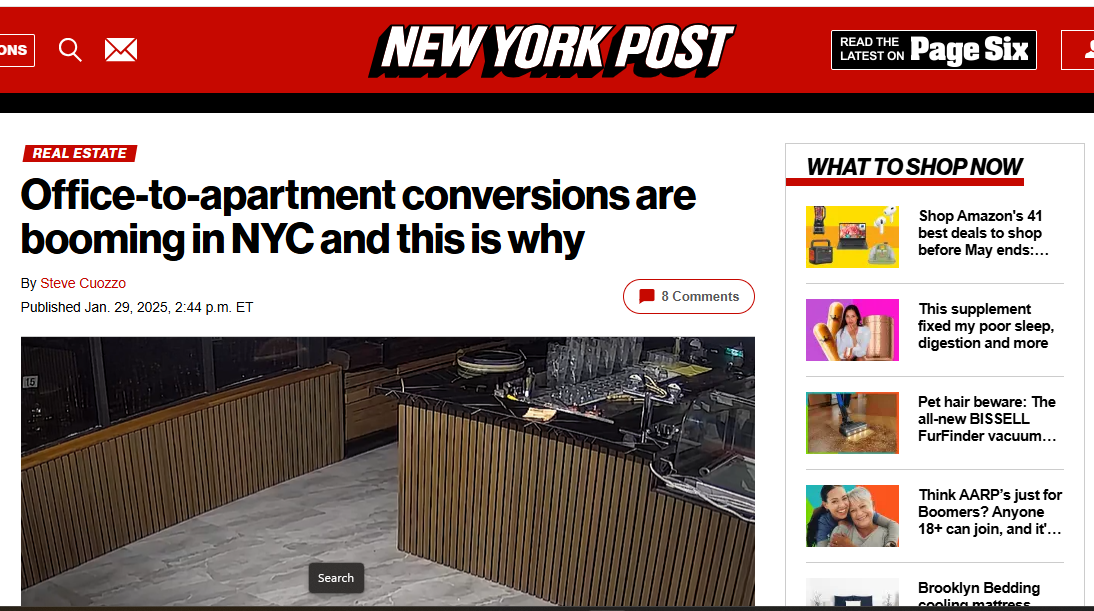 ONS
NEW YORK POST
READ THE
LATEST ON Page Six
REAL ESTATE
Office-to-apartment conversions are
booming in NYC and this is why
By Steve Cuozzo
Published Jan. 29, 2025, 2:44 p.m. ET
8 Comments
15
Search
WHAT TO SHOP NOW
Shop Amazon's 41
best deals to shop
before May ends:…
This supplement
fixed my poor sleep,
digestion and more
Pet hair beware: The
all-new BISSELL
FurFinder vacuum…
Think AARP’s just for
Boomers? Anyone
18+ can join, and it'…
Brooklyn Bedding
cooling mattress